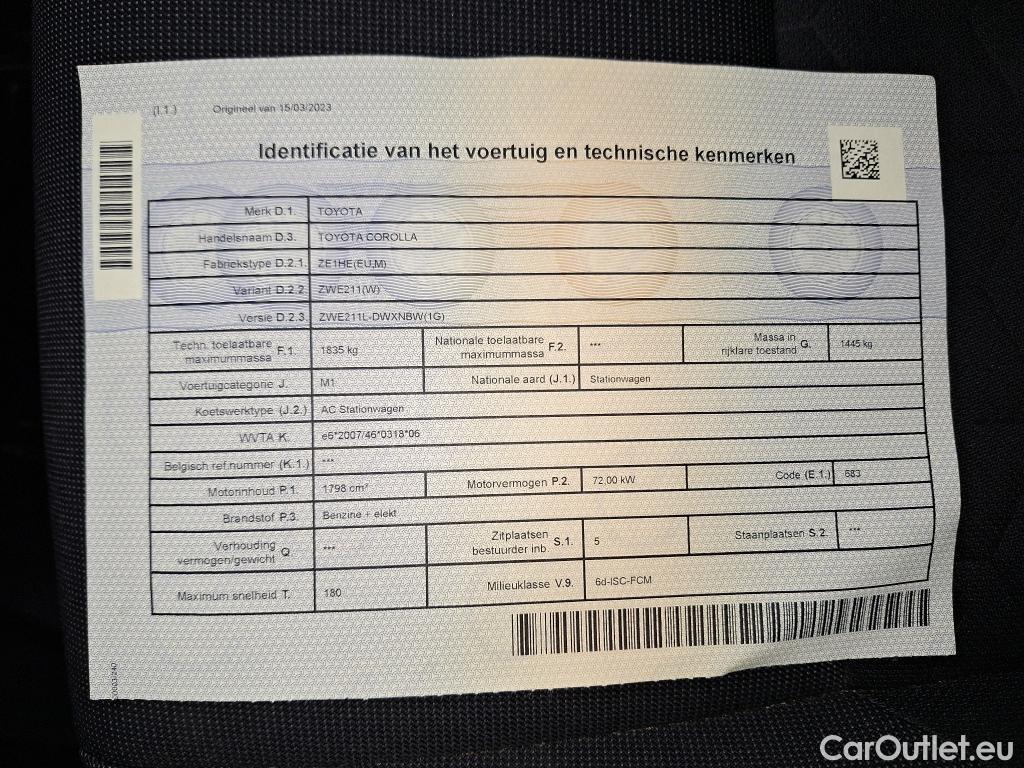 (I.1.) Origineel van 15/03/2023
Identificatie van het voertuig en technische kenmerken
Merk D.1. TOYOTA
Handelsnaam D.3. TOYOTA COROLLA
Fabriekstype D.2.1. ZE1HE(EU,M)
Variant D.2.2. ZWE211(W)
Versie D.2.3. ZWE211L-DWXNBW(1G)
Techn. toelaatbare maximummassa F.1. 1835 kg Nationale toelaatbare maximummassa F.2. *** Massa in rijklare toestand G. 1445 kg
Voertuigcategorie J. M1 Nationale aard (J.1.) Stationwagen
Koetswerktype (J.2.) AC Stationwagen
WVTA K. e6*2007/46*0318*06
Belgisch ref.nummer (K.1.) ***
Motorinhoud P.1. 1798 cm³ Motorvermogen P.2. 72,00 kW Code (E.1.) 683
Brandstof P.3. Benzine + elekt
Verhouding vermogen/gewicht Q. *** Zitplaatsen bestuurder inb. S.1. 5 Staanplaatsen S.2. ***
Maximum snelheid T. 180 Milieuklasse V.9. 6d-ISC-FCM
CarOutlet.eu